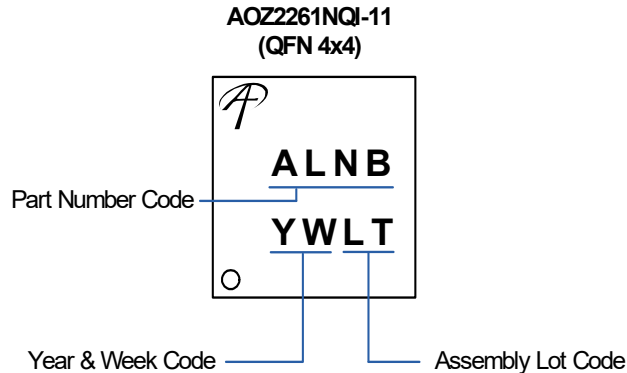 AOZ2261NQI-11
(QFN 4x4)
ALNB
Part Number Code
YWLT
Year & Week Code
Assembly Lot Code